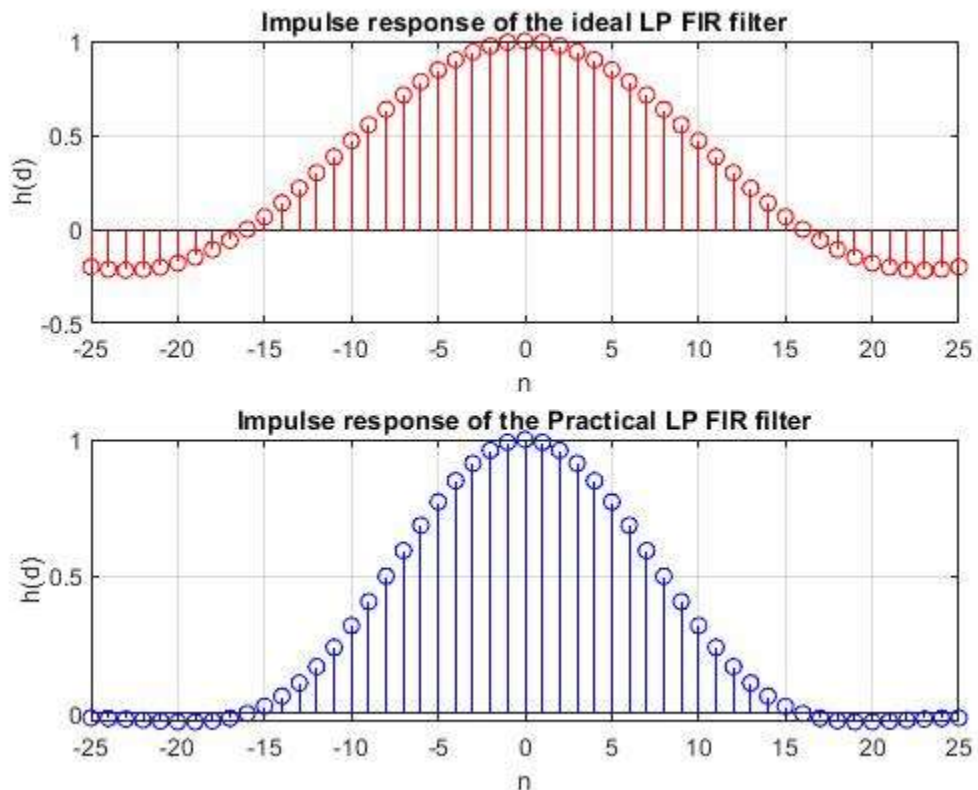 Impulse response of the ideal LP FIR filter
1
0.5
0
-0.5
h(d)
-25 -20 -15 -10 -5 0 5 10 15 20 25
n
Impulse response of the Practical LP FIR filter
1
0.5
0
h(d)
-25 -20 -15 -10 -5 0 5 10 15 20 25
n